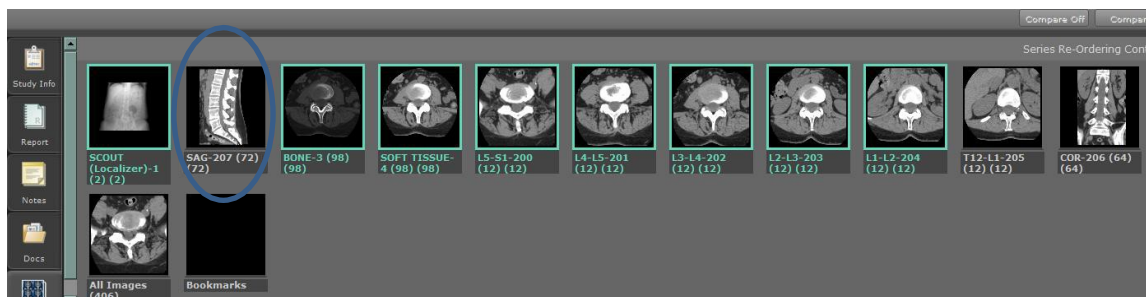 Compare Off Compar
Series Re-Ordering Cont
Study Info
Report
Notes
Docs
SCOUT
(Localizer)-1
(2) (2)
SAG-207 (72)
(72)
BONE-3 (98)
(98)
SOFT TISSUE-
4 (98) (98)
L5-S1-200
(12) (12)
L4-L5-201
(12) (12)
L3-L4-202
(12) (12)
L2-L3-203
(12) (12)
L1-L2-204
(12) (12)
T12-L1-205
(12) (12)
COR-206 (64)
(64)
All Images
(406)
Bookmarks